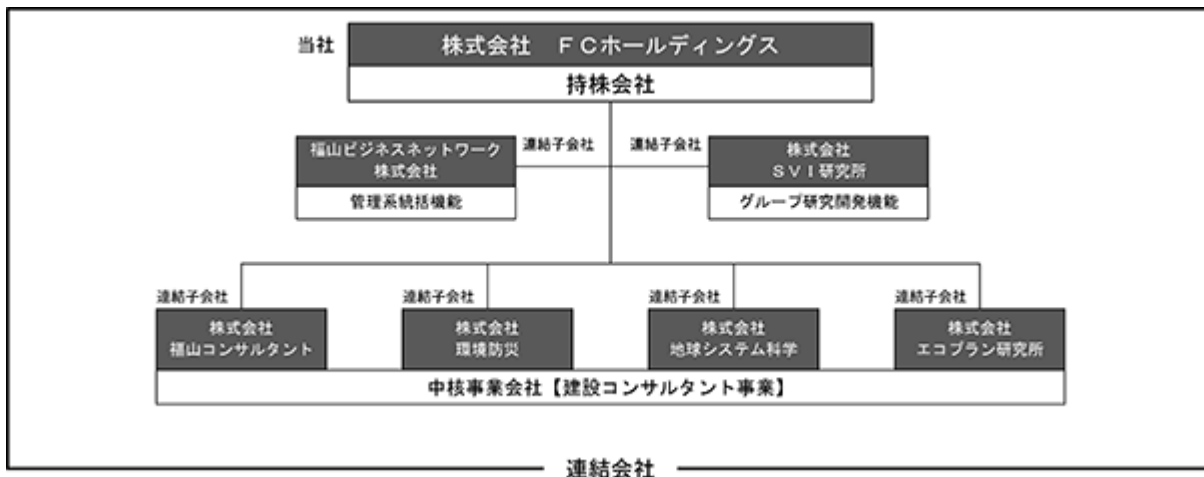 当社
株式会社　ＦＣホールディングス
持株会社
福山ビジネスネットワーク
株式会社
管理系統括機能
連結子会社
連結子会社
株式会社
ＳＶＩ研究所
グループ研究開発機能
連結子会社
株式会社
福山コンサルタント
連結子会社
株式会社
環境防災
連結子会社
株式会社
地球システム科学
連結子会社
株式会社
エコプラン研究所
中核事業会社【建設コンサルタント事業】
連結会社